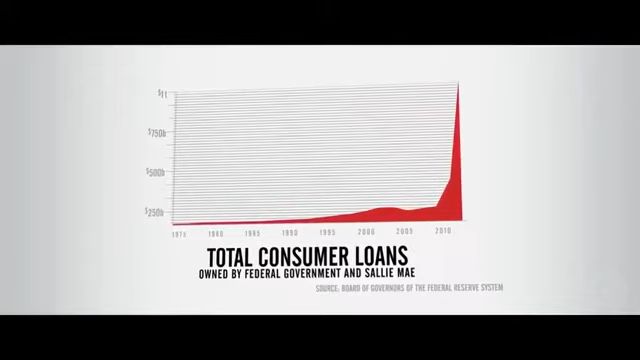 $1t
$750b
$500b
$250b
1975 1980 1985 1990 1995 2000 2005 2010
TOTAL CONSUMER LOANS
OWNED BY FEDERAL GOVERNMENT AND SALLIE MAE
SOURCE: BOARD OF GOVERNORS OF THE FEDERAL RESERVE SYSTEM